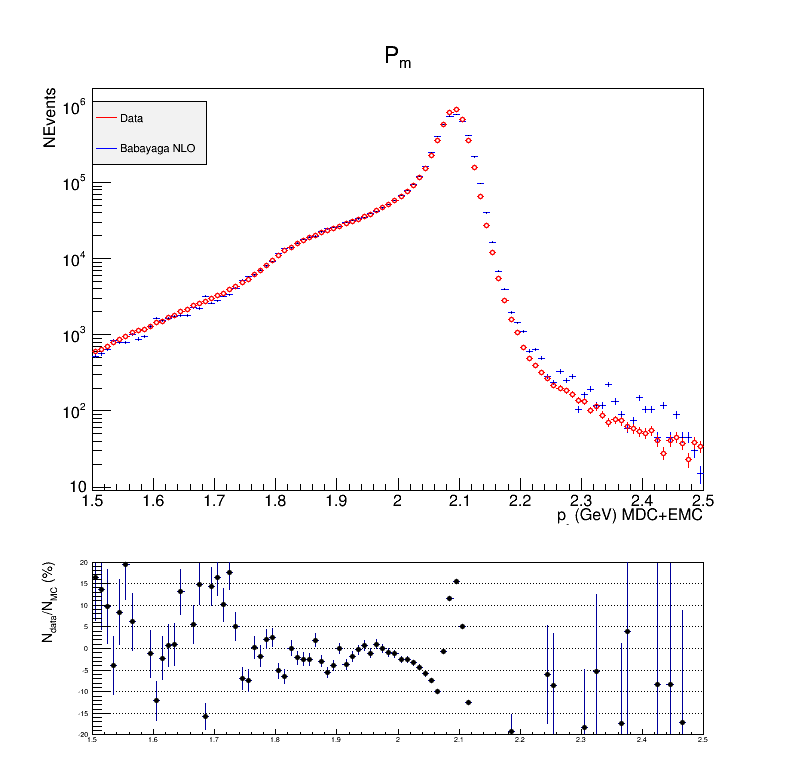 Pm
NEvents
10^6
10^5
10^4
10^3
10^2
10
Data
Babayaga NLO
1.5 1.6 1.7 1.8 1.9 2 2.1 2.2 2.3 2.4 2.5
p_ (GeV) MDC+EMC
N_data/N_MC (%)
20
15
10
5
0
-5
-10
-15
-20
1.5 1.6 1.7 1.8 1.9 2 2.1 2.2 2.3 2.4 2.5